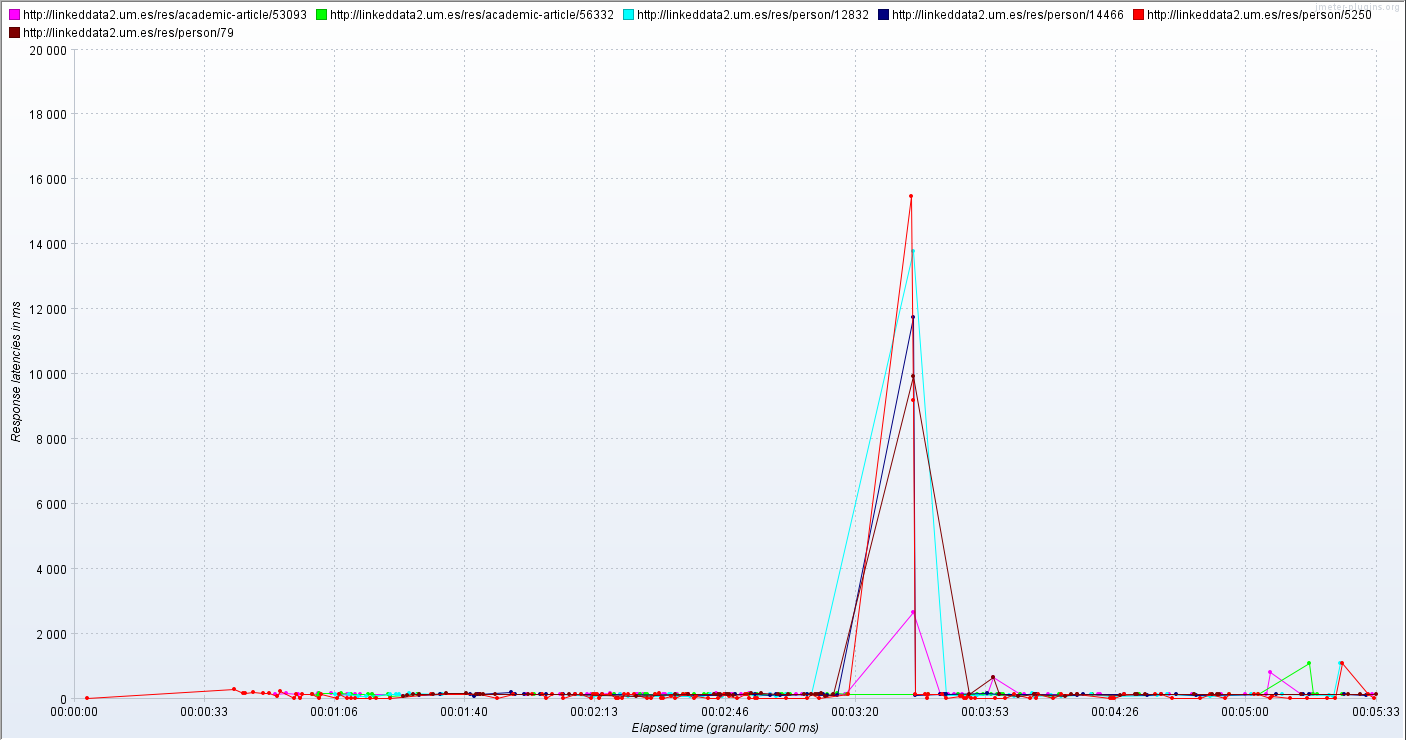 jmeter-plugins.org
http://linkeddata2.um.es/res/academic-article/53093 http://linkeddata2.um.es/res/academic-article/56332 http://linkeddata2.um.es/res/person/12832 http://linkeddata2.um.es/res/person/14466 http://linkeddata2.um.es/res/person/5250
http://linkeddata2.um.es/res/person/79
20 000
18 000
16 000
14 000
12 000
10 000
8 000
6 000
4 000
2 000
0
Response latencies in ms
00:00:00 00:00:33 00:01:06 00:01:40 00:02:13 00:02:46 00:03:20 00:03:53 00:04:26 00:05:00 00:05:33
Elapsed time (granularity: 500 ms)